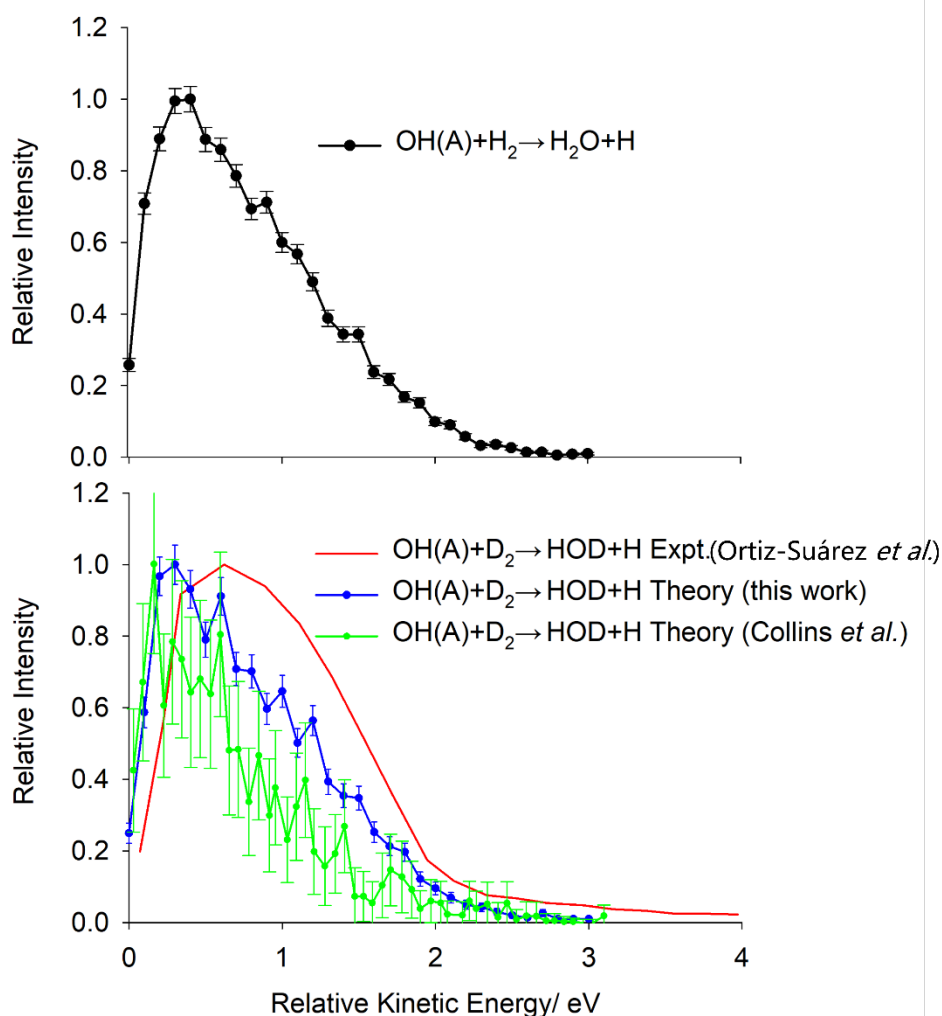 1.2
1.0
0.8
0.6
0.4
0.2
0.0
Relative Intensity
OH(A)+H₂→H₂O+H
1.2
1.0
0.8
0.6
0.4
0.2
0.0
Relative Intensity
OH(A)+D₂→HOD+H Expt.(Ortiz-Suárez et al.)
OH(A)+D₂→HOD+H Theory (this work)
OH(A)+D₂→HOD+H Theory (Collins et al.)
0 1 2 3 4
Relative Kinetic Energy/ eV